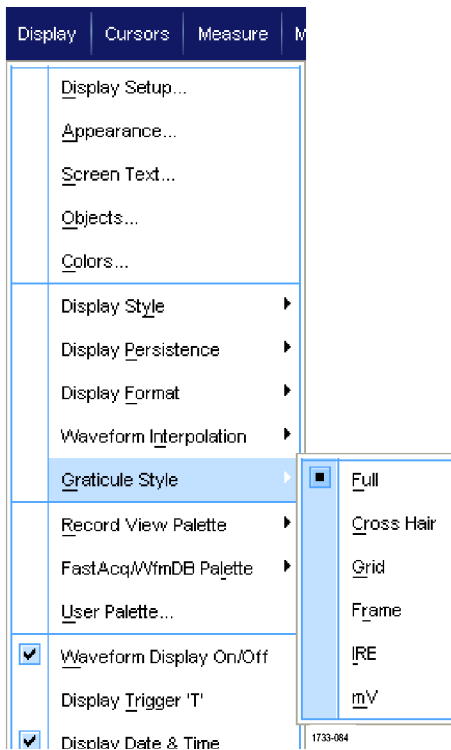 Display Cursors Measure M
Display Setup...
Appearance...
Screen Text...
Objects...
Colors...
Display Style
Display Persistence
Display Format
Waveform Interpolation
Graticule Style
Full
Cross Hair
Grid
Frame
IRE
mV
Record View Palette
FastAcq/WfmDB Palette
User Palette...
Waveform Display On/Off
Display Trigger 'T'
Display Date & Time
1733-084